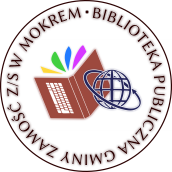 BIBLIOTEKA PUBLICZNA GMINY ZAMOŚĆ Z/S W MOKREM •